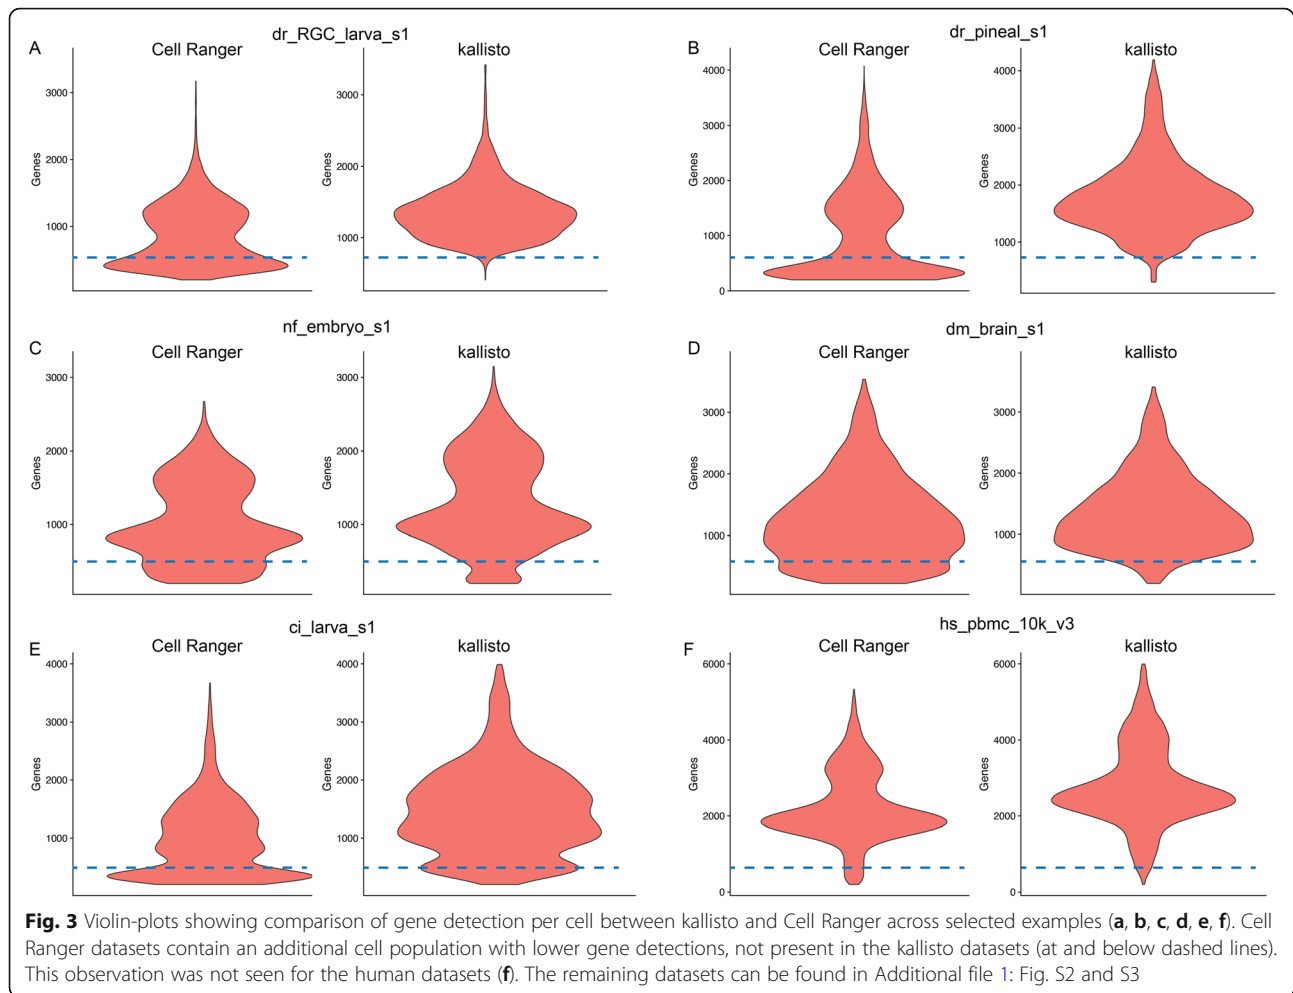 A
dr_RGC_larva_s1
Cell Ranger
kallisto
Genes
3000
2000
1000
Genes
3000
2000
1000
B
dr_pineal_s1
Cell Ranger
kallisto
Genes
4000
3000
2000
1000
0
Genes
4000
3000
2000
1000
C
nf_embryo_s1
Cell Ranger
kallisto
Genes
3000
2000
1000
Genes
3000
2000
1000
D
dm_brain_s1
Cell Ranger
kallisto
Genes
3000
2000
1000
Genes
3000
2000
1000
E
ci_larva_s1
Cell Ranger
kallisto
Genes
4000
3000
2000
1000
Genes
4000
3000
2000
1000
F
hs_pbmc_10k_v3
Cell Ranger
kallisto
Genes
6000
4000
2000
0
Genes
6000
4000
2000
0
Fig. 3 Violin-plots showing comparison of gene detection per cell between kallisto and Cell Ranger across selected examples (a, b, c, d, e, f). Cell
Ranger datasets contain an additional cell population with lower gene detections, not present in the kallisto datasets (at and below dashed lines).
This observation was not seen for the human datasets (f). The remaining datasets can be found in Additional file 1: Fig. S2 and S3